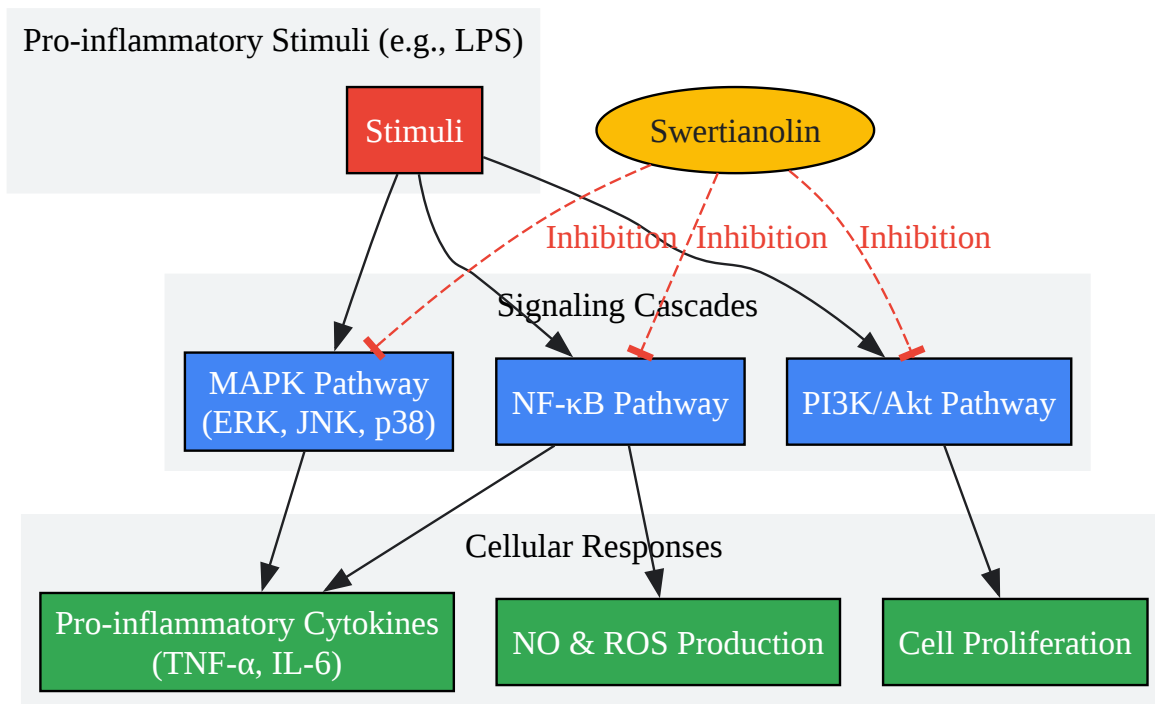 Pro-inflammatory Stimuli (e.g., LPS)
Stimuli
Swertianolin
Inhibition
Inhibition
Inhibition
Signaling Cascades
MAPK Pathway
(ERK, JNK, p38)
NF-κB Pathway
PI3K/Akt Pathway
Cellular Responses
Pro-inflammatory Cytokines
(TNF-α, IL-6)
NO & ROS Production
Cell Proliferation